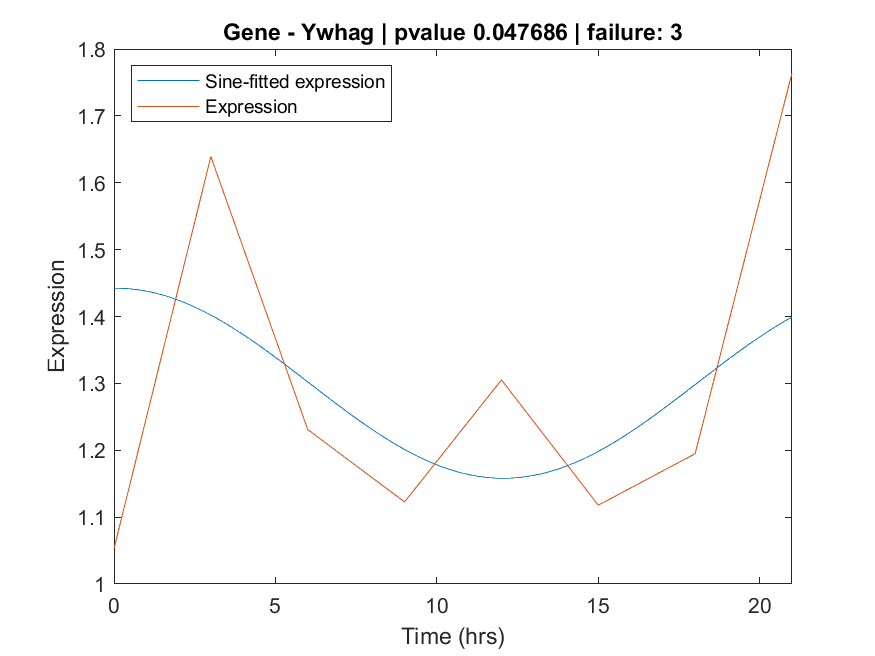 Gene - Ywhag | pvalue 0.047686 | failure: 3
Sine-fitted expression
Expression
1.8
1.7
1.6
1.5
1.4
1.3
1.2
1.1
1
Expression
0
5
10
15
20
Time (hrs)